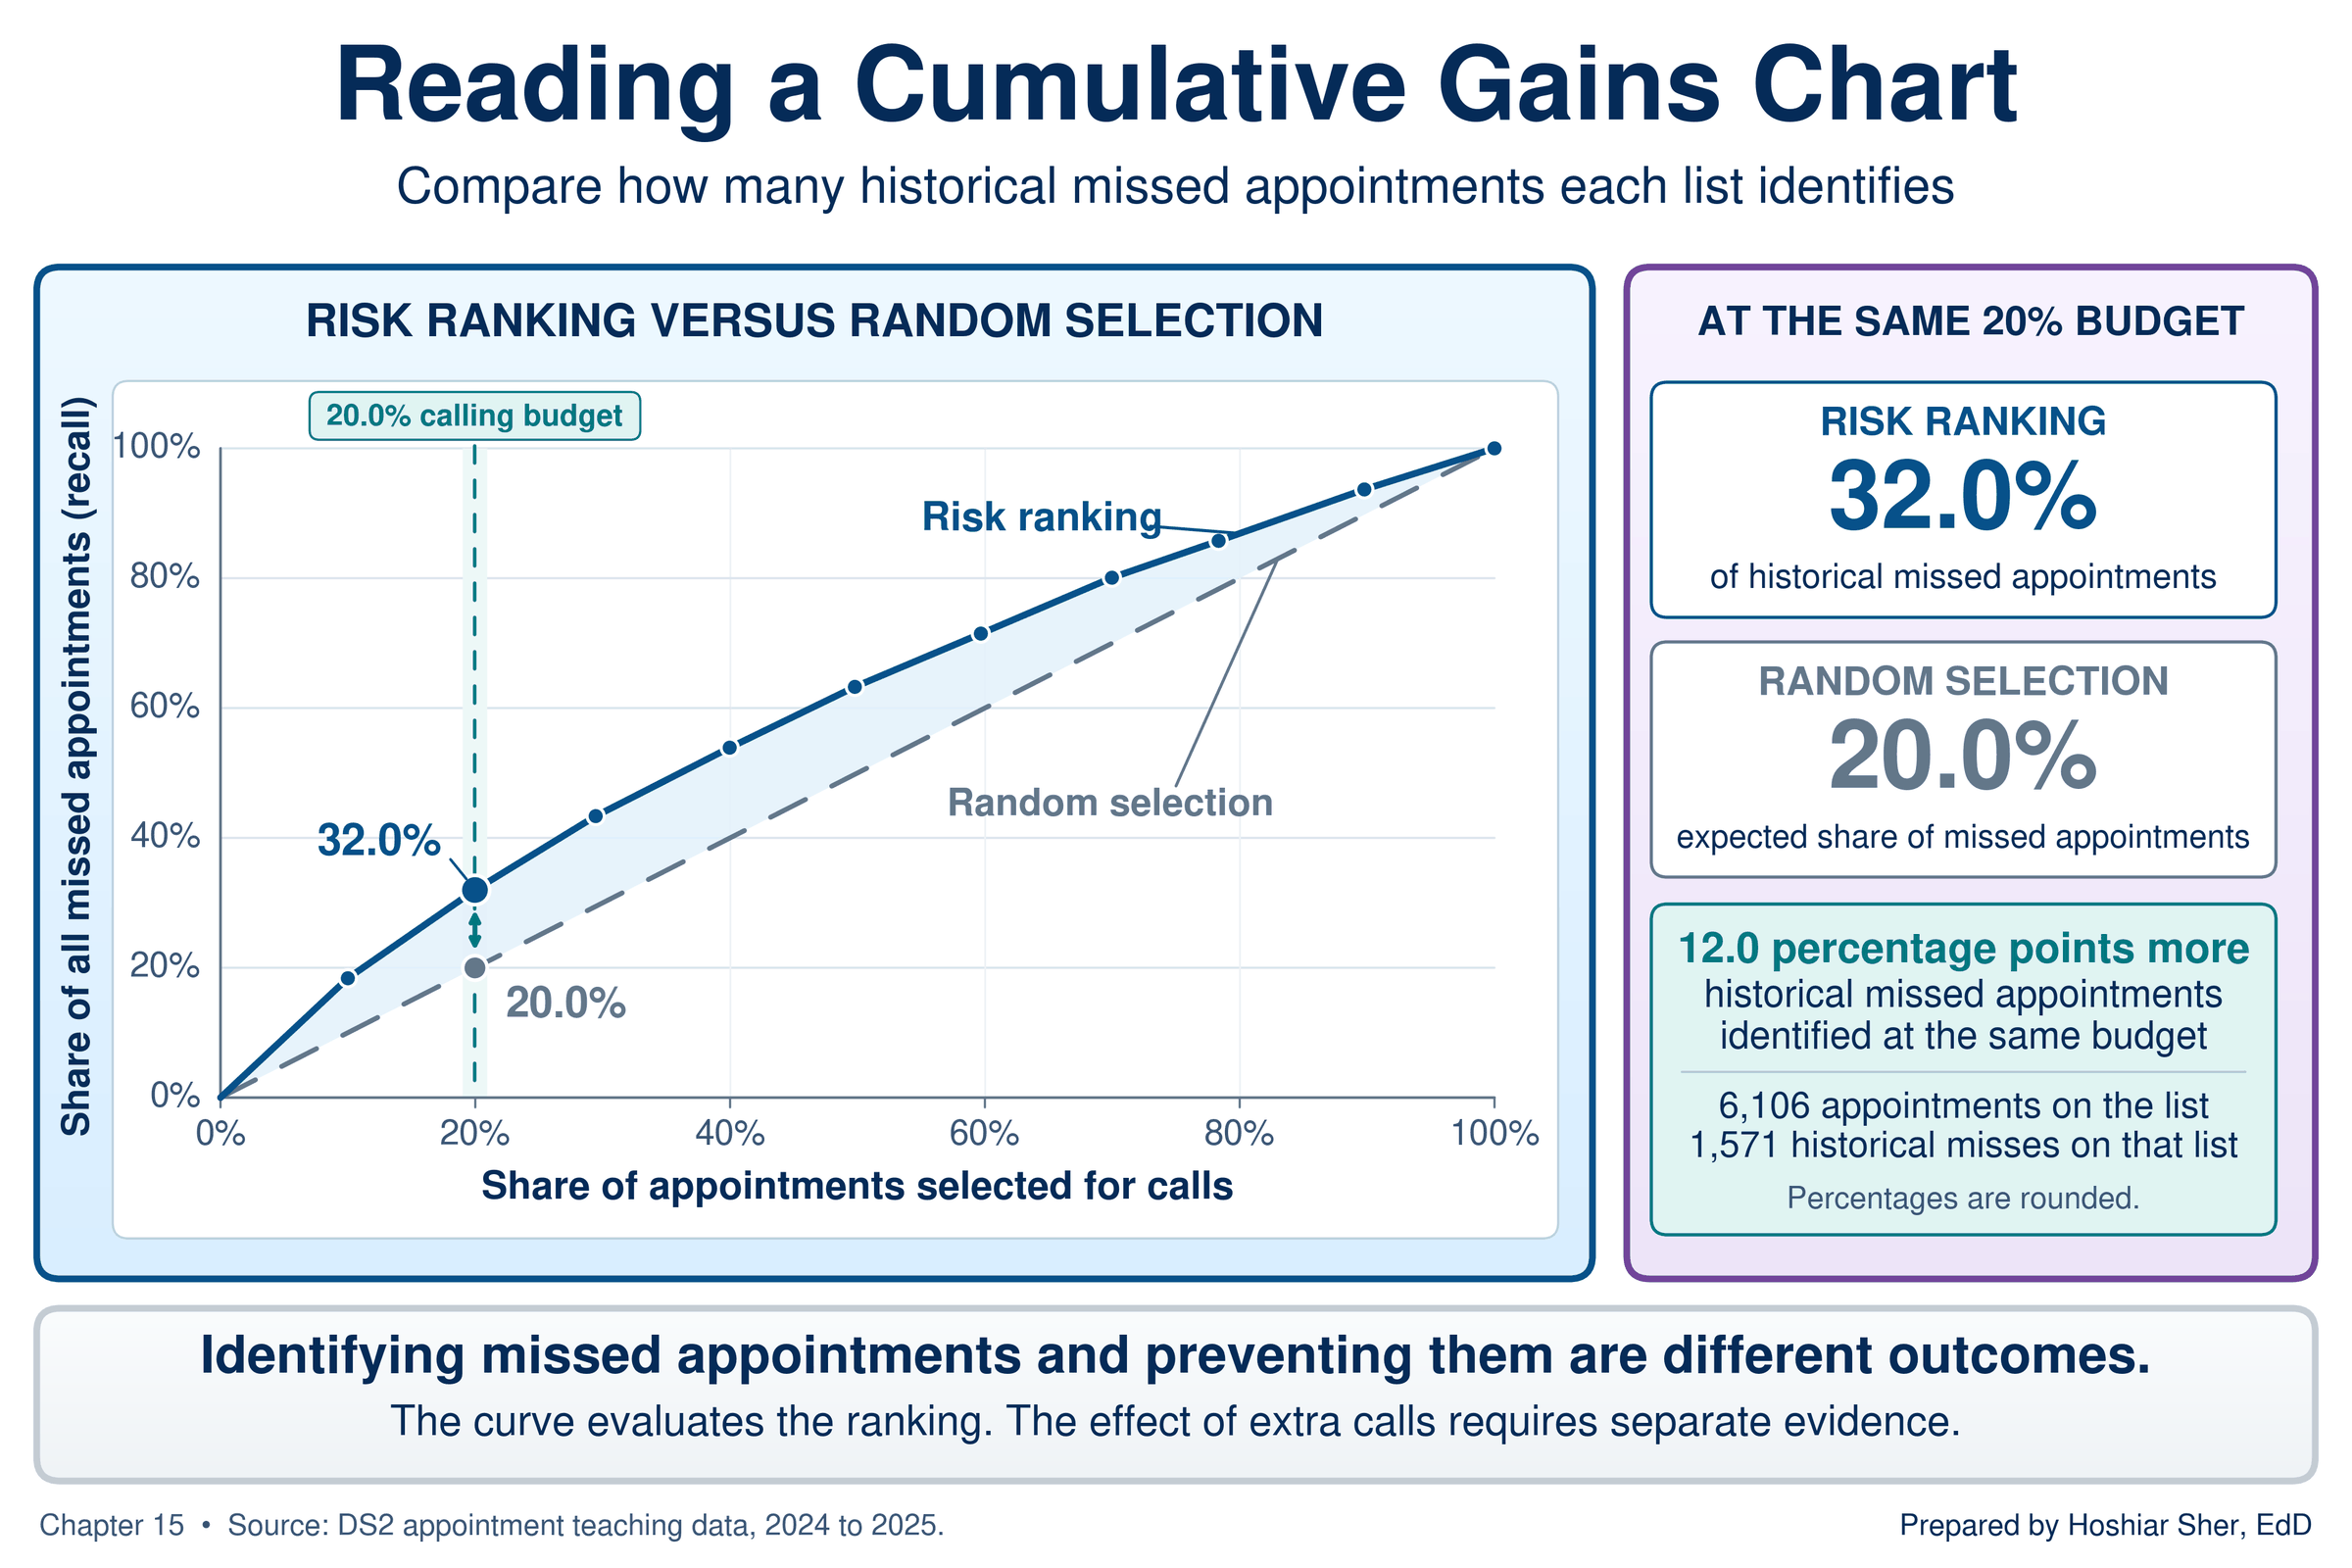 Reading a Cumulative Gains Chart
Compare how many historical missed appointments each list identifies
RISK RANKING VERSUS RANDOM SELECTION
Share of all missed appointments (recall)
20.0% calling budget
100%
80%
60%
40%
20%
0%
Risk ranking
Random selection
32.0%
20.0%
0%
20%
40%
60%
80%
100%
Share of appointments selected for calls
AT THE SAME 20% BUDGET
RISK RANKING
32.0%
of historical missed appointments
RANDOM SELECTION
20.0%
expected share of missed appointments
12.0 percentage points more
historical missed appointments
identified at the same budget
6,106 appointments on the list
1,571 historical misses on that list
Percentages are rounded.
Identifying missed appointments and preventing them are different outcomes.
The curve evaluates the ranking. The effect of extra calls requires separate evidence.
Chapter 15 • Source: DS2 appointment teaching data, 2024 to 2025.
Prepared by Hoshiar Sher, EdD